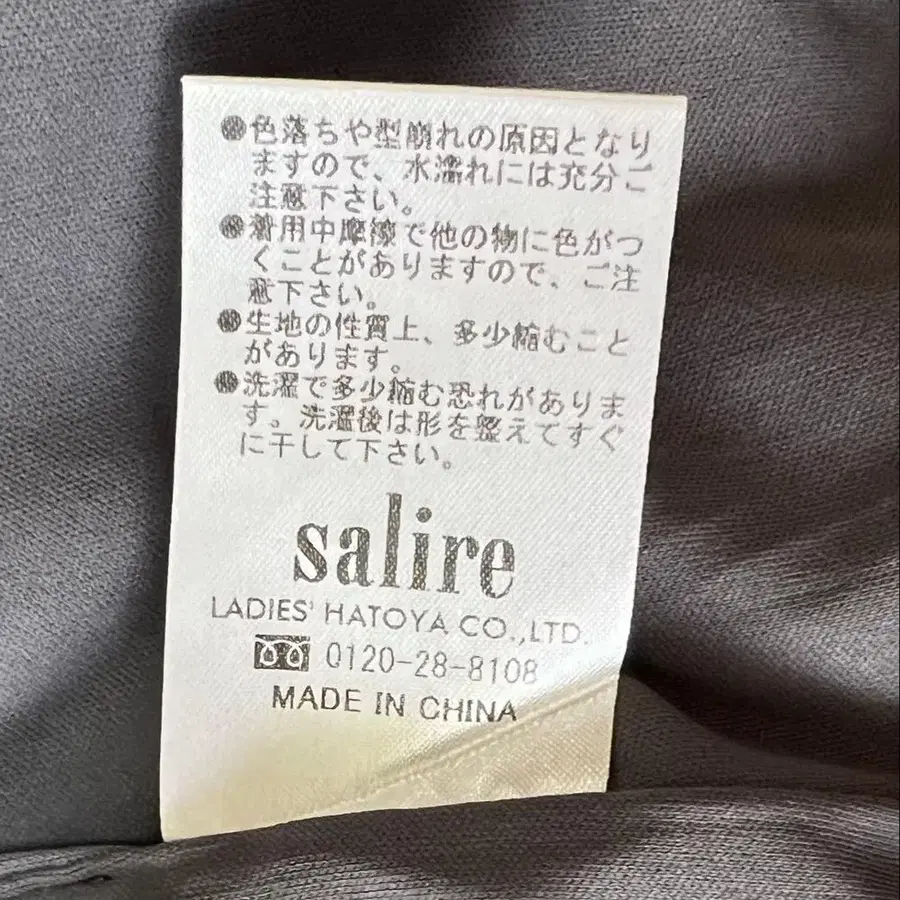 ●色落ちや型崩れの原因となり
ますので、水濡れには充分ご
注意下さい。
●着用中摩擦で他の物に色がつ
くことがありますので、ご注
意下さい。
●生地の性質上、多少縮むこと
があります。
●洗濯で多少縮む恐れがありま
す。洗濯後は形を整えてすぐ
に干して下さい。
salire
LADIES' HATOYA CO.,LTD.
0120-28-8108
MADE IN CHINA